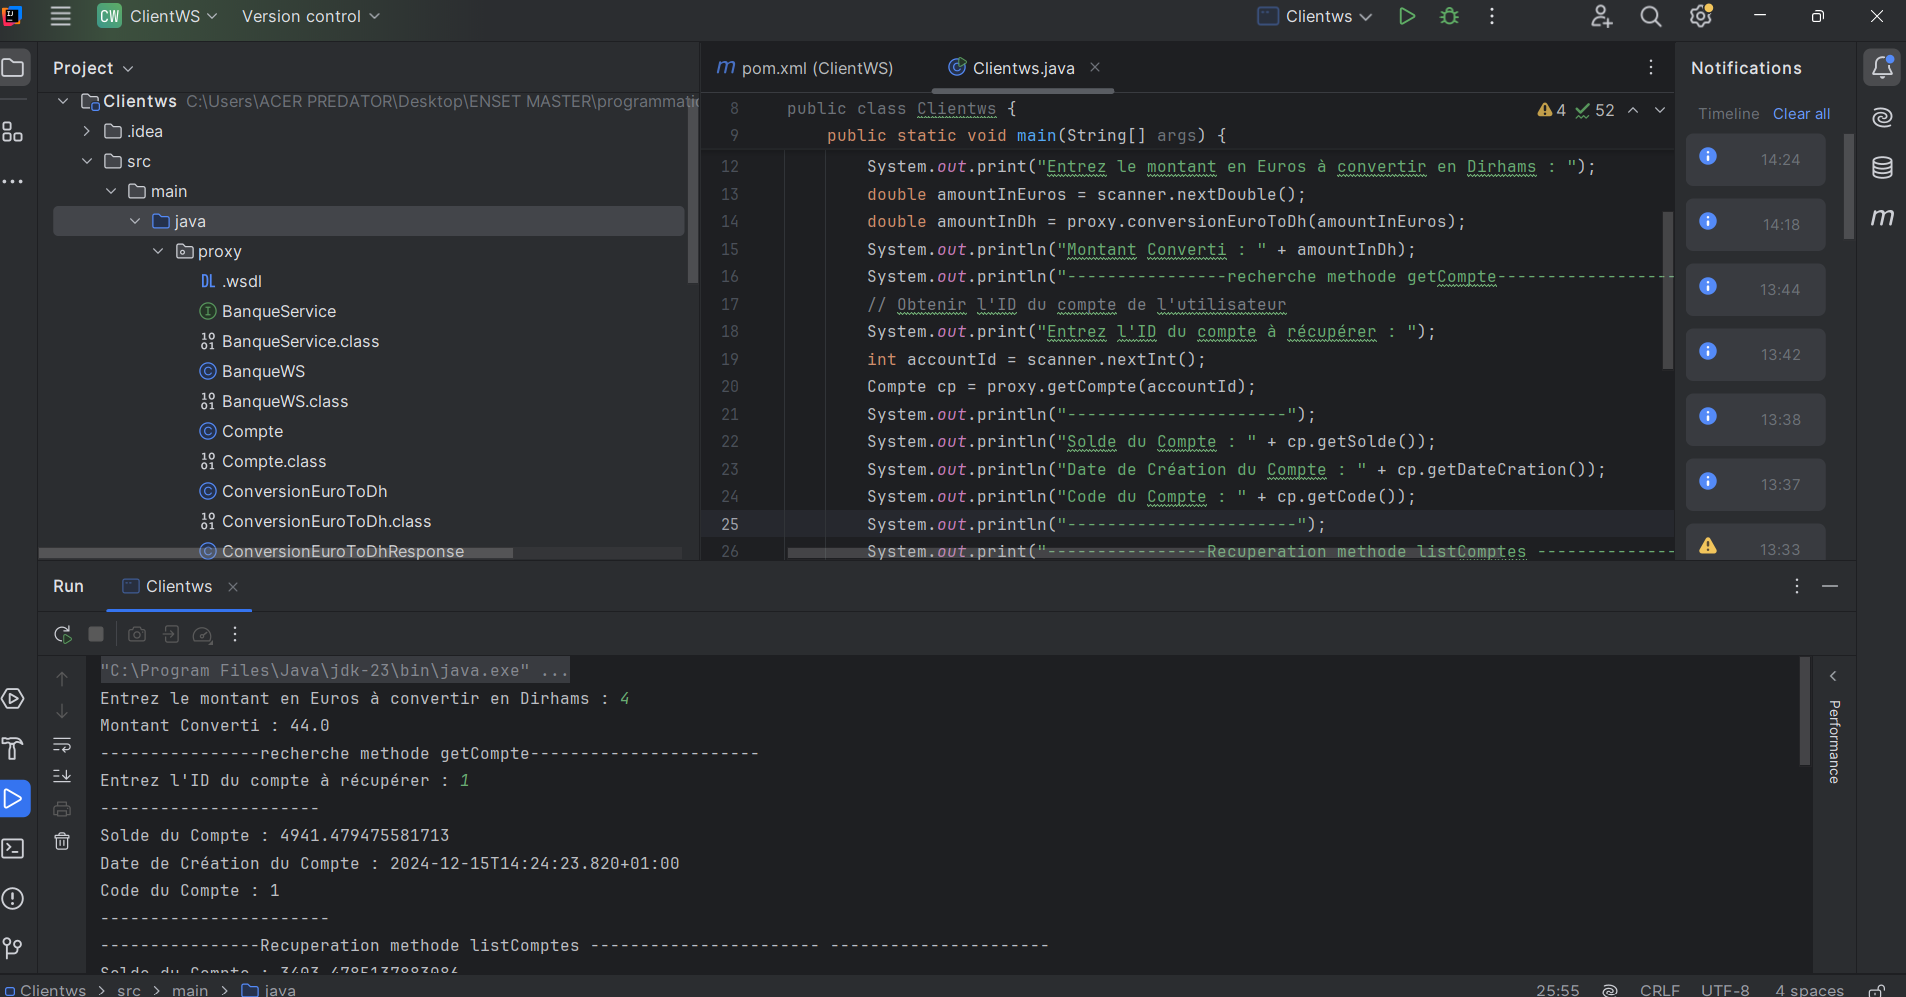 CW ClientWS Version control Clientws
Project
Clientws C:\Users\ACER PREDATOR\Desktop\ENSET MASTER\programmatic
.idea
src
main
java
proxy
DL .wsdl
BanqueService
BanqueService.class
BanqueWS
BanqueWS.class
Compte
Compte.class
ConversionEuroToDh
ConversionEuroToDh.class
ConversionEuroToDhResponse
m pom.xml (ClientWS) Clientws.java
4 52
8 public class Clientws {
9 public static void main(String[] args) {
12 System.out.print("Entrez le montant en Euros à convertir en Dirhams : ");
13 double amountInEuros = scanner.nextDouble();
14 double amountInDh = proxy.conversionEuroToDh(amountInEuros);
15 System.out.println("Montant Converti : " + amountInDh);
16 System.out.println("----------------recherche methode getCompte------------------
17 // Obtenir l'ID du compte de l'utilisateur
18 System.out.print("Entrez l'ID du compte à récupérer : ");
19 int accountId = scanner.nextInt();
20 Compte cp = proxy.getCompte(accountId);
21 System.out.println("----------------------");
22 System.out.println("Solde du Compte : " + cp.getSolde());
23 System.out.println("Date de Création du Compte : " + cp.getDateCration());
24 System.out.println("Code du Compte : " + cp.getCode());
25 System.out.println("-----------------------");
26 System.out.print("----------------Recuperation methode listComptes --------------
Notifications
Timeline Clear all
14:24
14:18
13:44
13:42
13:38
13:37
13:33
m
Run Clientws
"C:\Program Files\Java\jdk-23\bin\java.exe" ...
Entrez le montant en Euros à convertir en Dirhams : 4
Montant Converti : 44.0
----------------recherche methode getCompte-----------------------
Entrez l'ID du compte à récupérer : 1
----------------------
Solde du Compte : 4941.479475581713
Date de Création du Compte : 2024-12-15T14:24:23.820+01:00
Code du Compte : 1
-----------------------
----------------Recuperation methode listComptes ----------------------- ----------------------
Solde du Compte : 3403.4785137883086
Performance
Clientws > src > main > java
25:55 CRLF UTF-8 4 spaces